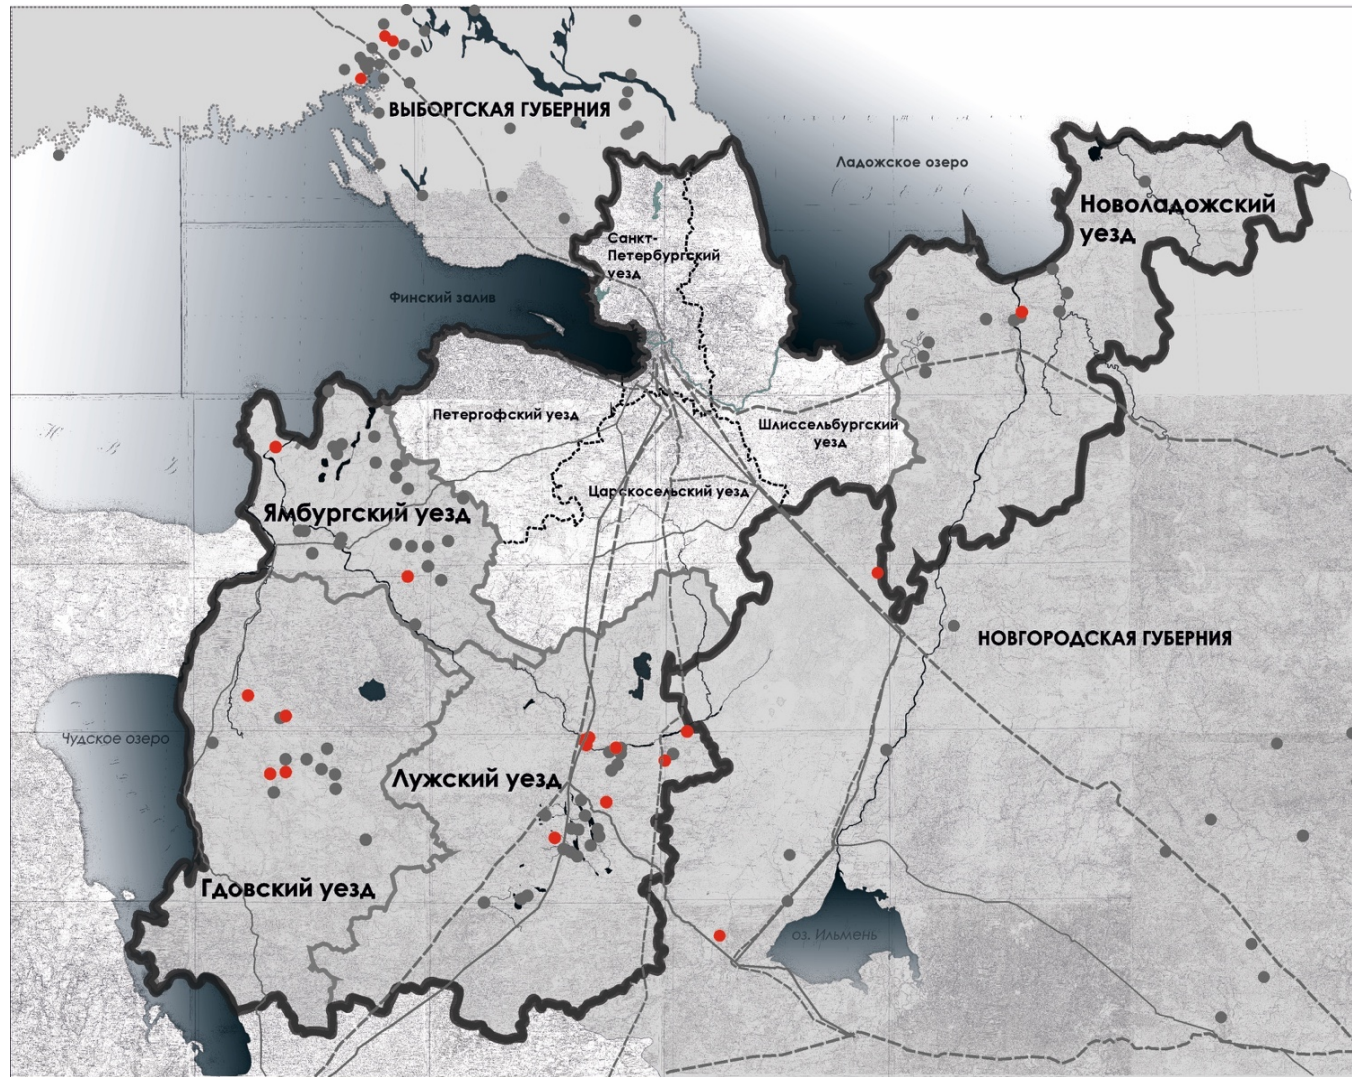 ВЫБОРГСКАЯ ГУБЕРНИЯ
Ладожское озеро
Новоладожский
уезд
Санкт-
Петербургский
уезд
Финский залив
Петергофский уезд
Шлиссельбургский
уезд
Царскосельский уезд
Ямбургский уезд
НОВГОРОДСКАЯ ГУБЕРНИЯ
Чудское озеро
Лужский уезд
Гдовский уезд
оз. Ильмень